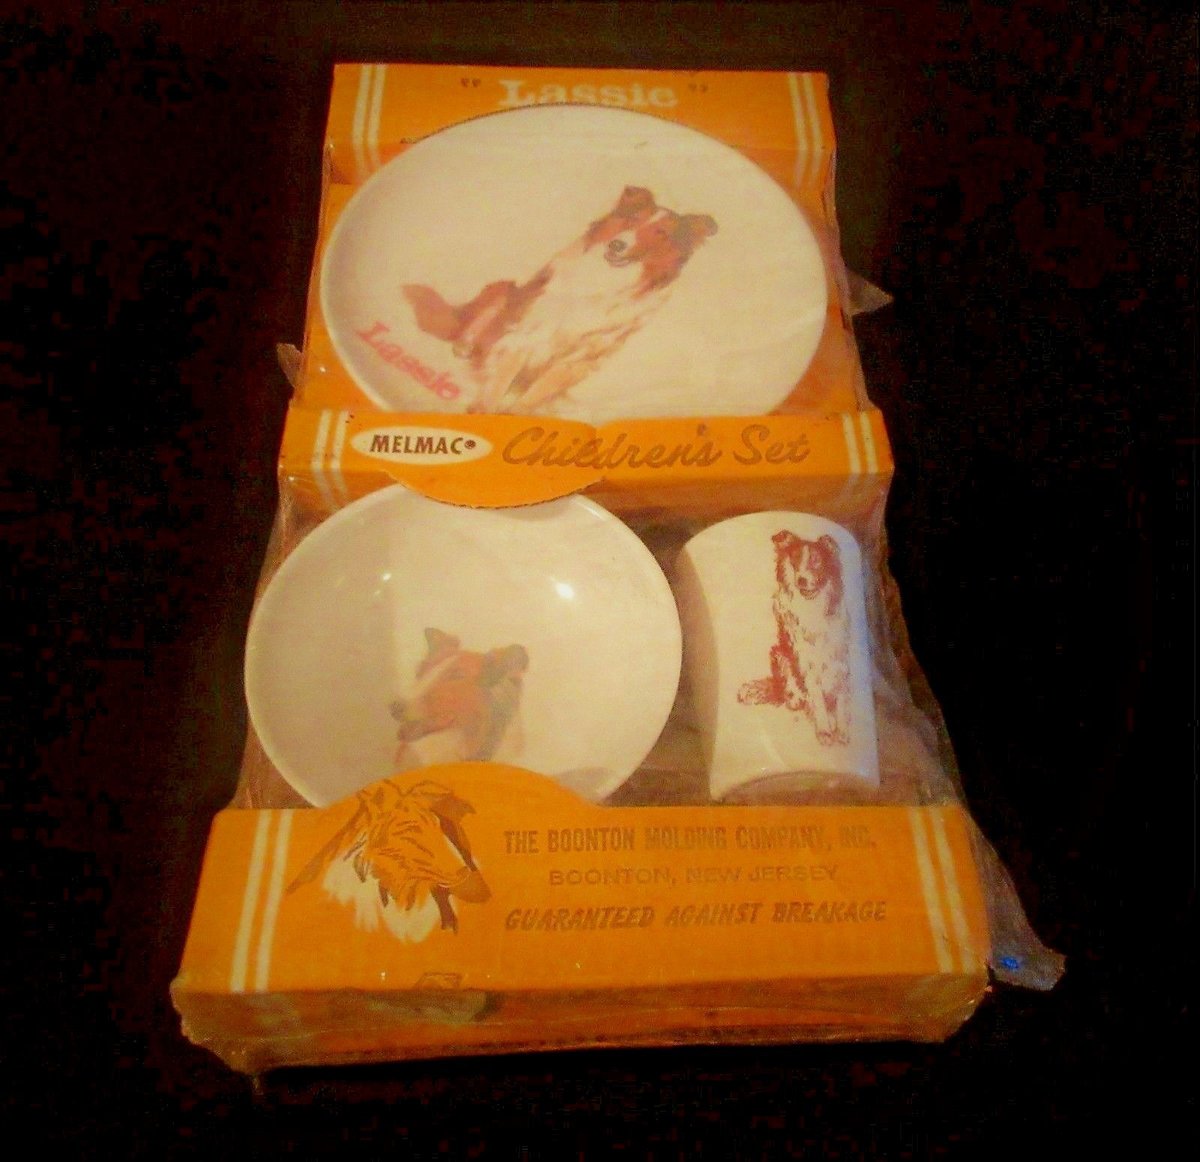 "Lassie"
Lassie
MELMAC® Children's Set
THE BOONTON MOLDING COMPANY, INC.
BOONTON, NEW JERSEY
GUARANTEED AGAINST BREAKAGE